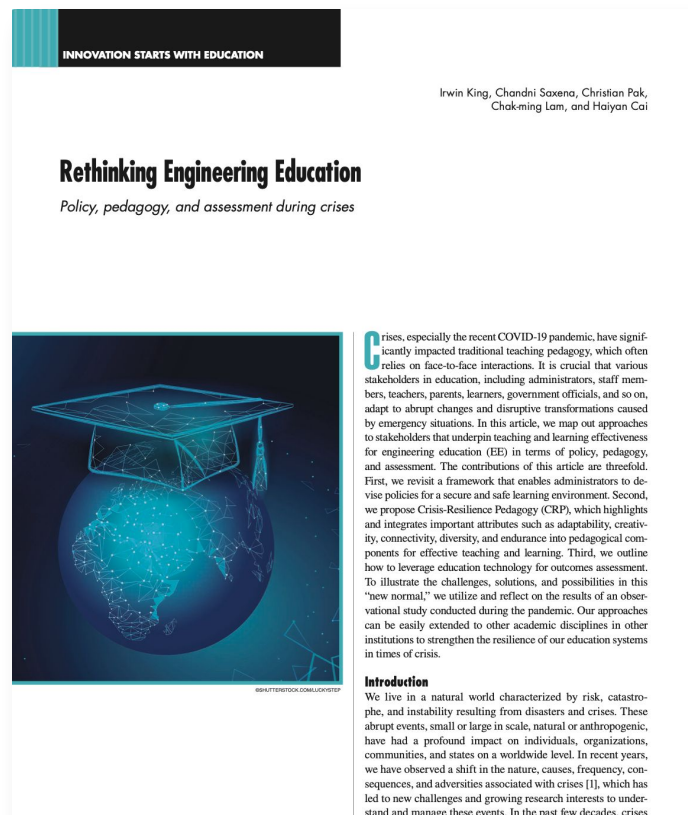 INNOVATION STARTS WITH EDUCATION
Irwin King, Chandni Saxena, Christian Pak,
Chak-ming Lam, and Haiyan Cai
Rethinking Engineering Education
Policy, pedagogy, and assessment during crises
©SHUTTERSTOCK.COM/LUCKYSTEP
Crises, especially the recent COVID-19 pandemic, have signif-
icantly impacted traditional teaching pedagogy, which often
relies on face-to-face interactions. It is crucial that various
stakeholders in education, including administrators, staff mem-
bers, teachers, parents, learners, government officials, and so on,
adapt to abrupt changes and disruptive transformations caused
by emergency situations. In this article, we map out approaches
to stakeholders that underpin teaching and learning effectiveness
for engineering education (EE) in terms of policy, pedagogy,
and assessment. The contributions of this article are threefold.
First, we revisit a framework that enables administrators to de-
vise policies for a secure and safe learning environment. Second,
we propose Crisis-Resilience Pedagogy (CRP), which highlights
and integrates important attributes such as adaptability, creativ-
ity, connectivity, diversity, and endurance into pedagogical com-
ponents for effective teaching and learning. Third, we outline
how to leverage education technology for outcomes assessment.
To illustrate the challenges, solutions, and possibilities in this
“new normal,” we utilize and reflect on the results of an obser-
vational study conducted during the pandemic. Our approaches
can be easily extended to other academic disciplines in other
institutions to strengthen the resilience of our education systems
in times of crisis.
Introduction
We live in a natural world characterized by risk, catastro-
phe, and instability resulting from disasters and crises. These
abrupt events, small or large in scale, natural or anthropogenic,
have had a profound impact on individuals, organizations,
communities, and states on a worldwide level. In recent years,
we have observed a shift in the nature, causes, frequency, con-
sequences, and adversities associated with crises [1], which has
led to new challenges and growing research interests to under-
stand and manage these events. In the past few decades, crises